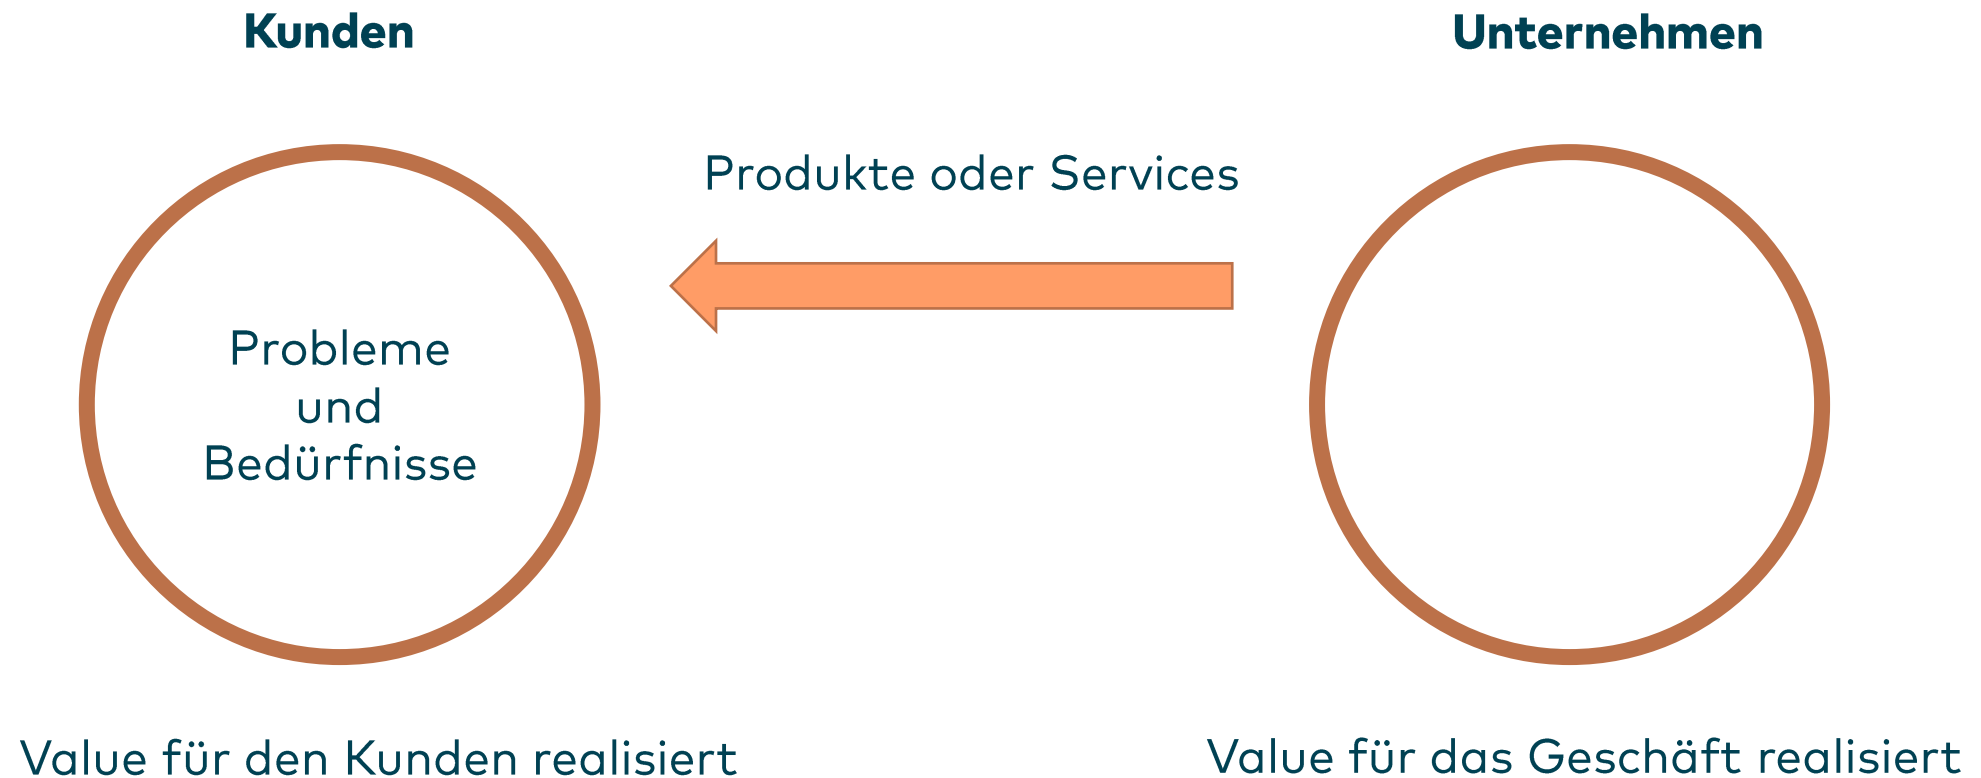 Kunden
Unternehmen
Produkte oder Services
Probleme
und
Bedürfnisse
Value für den Kunden realisiert
Value für das Geschäft realisiert